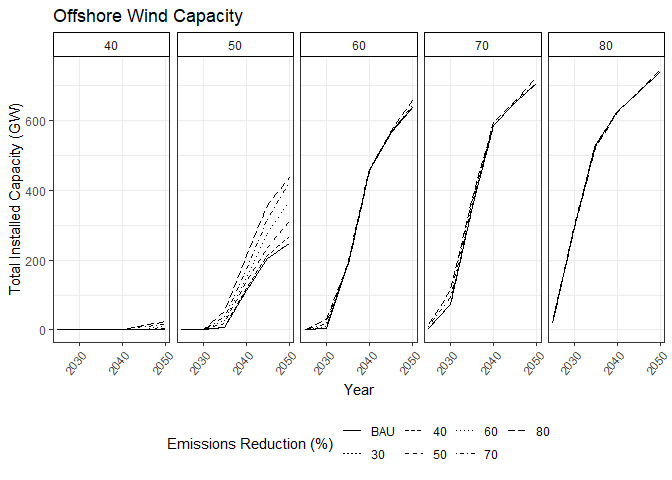 Offshore Wind Capacity
40 50 60 70 80
Total Installed Capacity (GW)
600
400
200
0
2030 2040 2050 2030 2040 2050 2030 2040 2050 2030 2040 2050 2030 2040 2050
Year
Emissions Reduction (%)
BAU 40 60 80
30 50 70